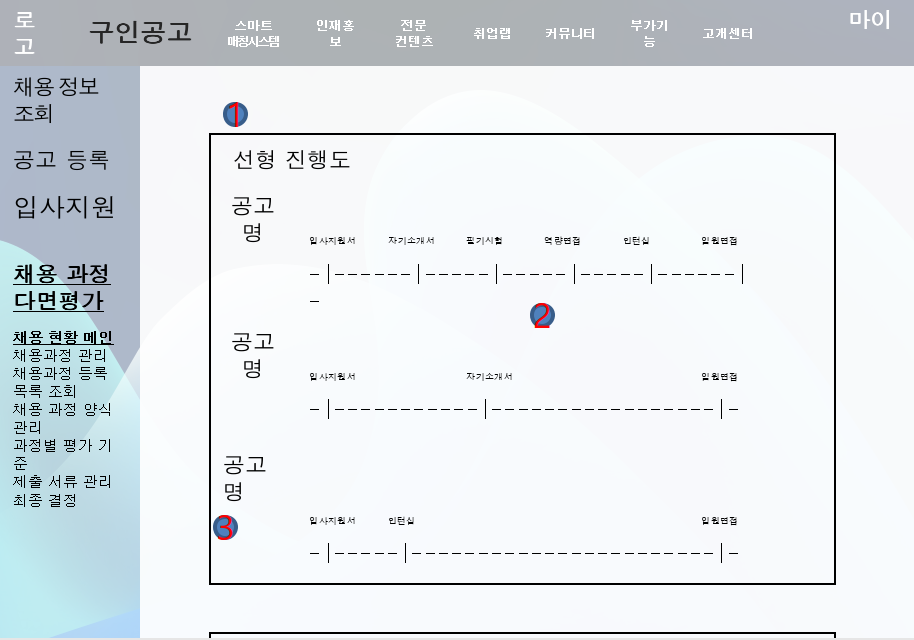 로
고
구인공고
스마트
매칭시스템
인재홍
보
전문
컨텐츠
취업랩
커뮤니티
부가기
능
고개센터
마이
채용 정보
조회
공고 등록
입사지원
채용 과정
다면평가
채용 현황 메인
채용과정 관리
채용과정 등록
목록 조회
채용 과정 양식
관리
과정별 평가 기
준
제출 서류 관리
최종 결정
1
선형 진행도
공고
명
입사지원서 자기소개서 필기시험 역량면접 인턴십 임원면접
2
공고
명
입사지원서 자기소개서 임원면접
공고
명
3
입사지원서 인턴십 임원면접